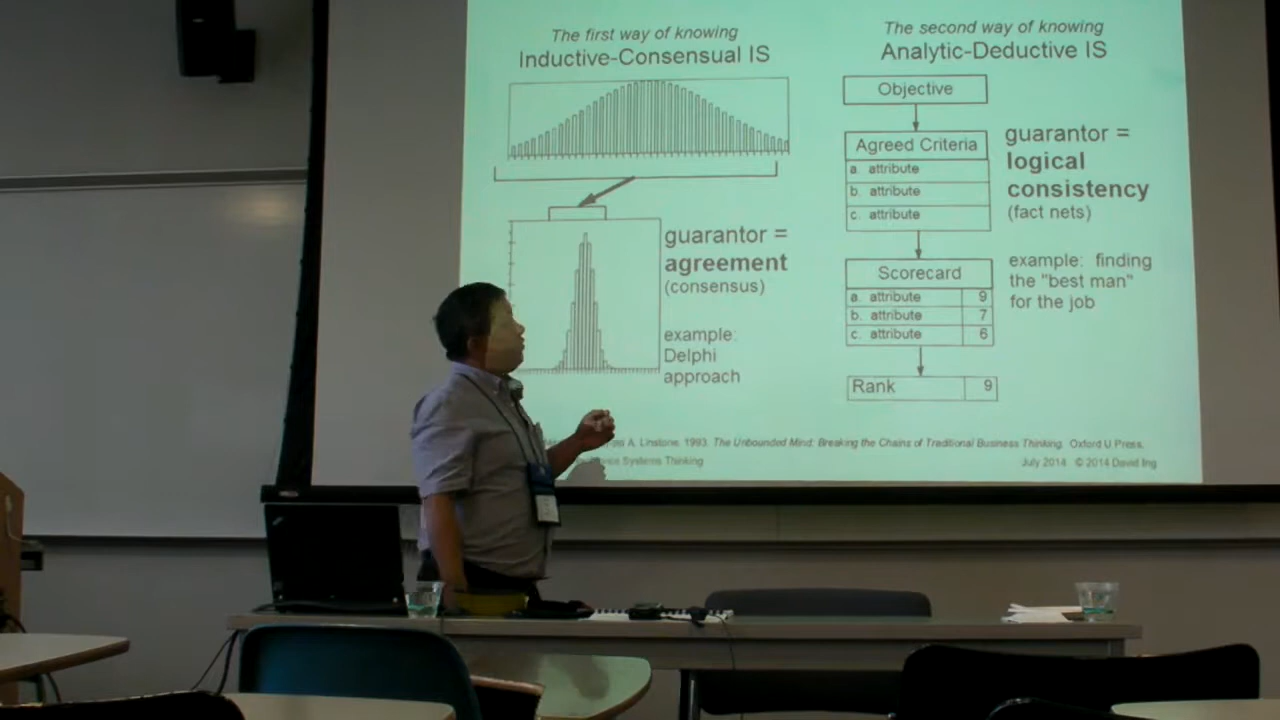 The first way of knowing
Inductive-Consensual IS
guarantor =
agreement
(consensus)
example:
Delphi
approach
The second way of knowing
Analytic-Deductive IS
Objective
Agreed Criteria
a. attribute
b. attribute
c. attribute
guarantor =
logical
consistency
(fact nets)
Scorecard
a. attribute 9
b. attribute 7
c. attribute 6
example: finding
the "best man"
for the job
Rank 9
A. Linstone, 1993. The Unbounded Mind: Breaking the Chains of Traditional Business Thinking. Oxford U Press.
Systems Thinking
July 2014 © 2014 David Ing